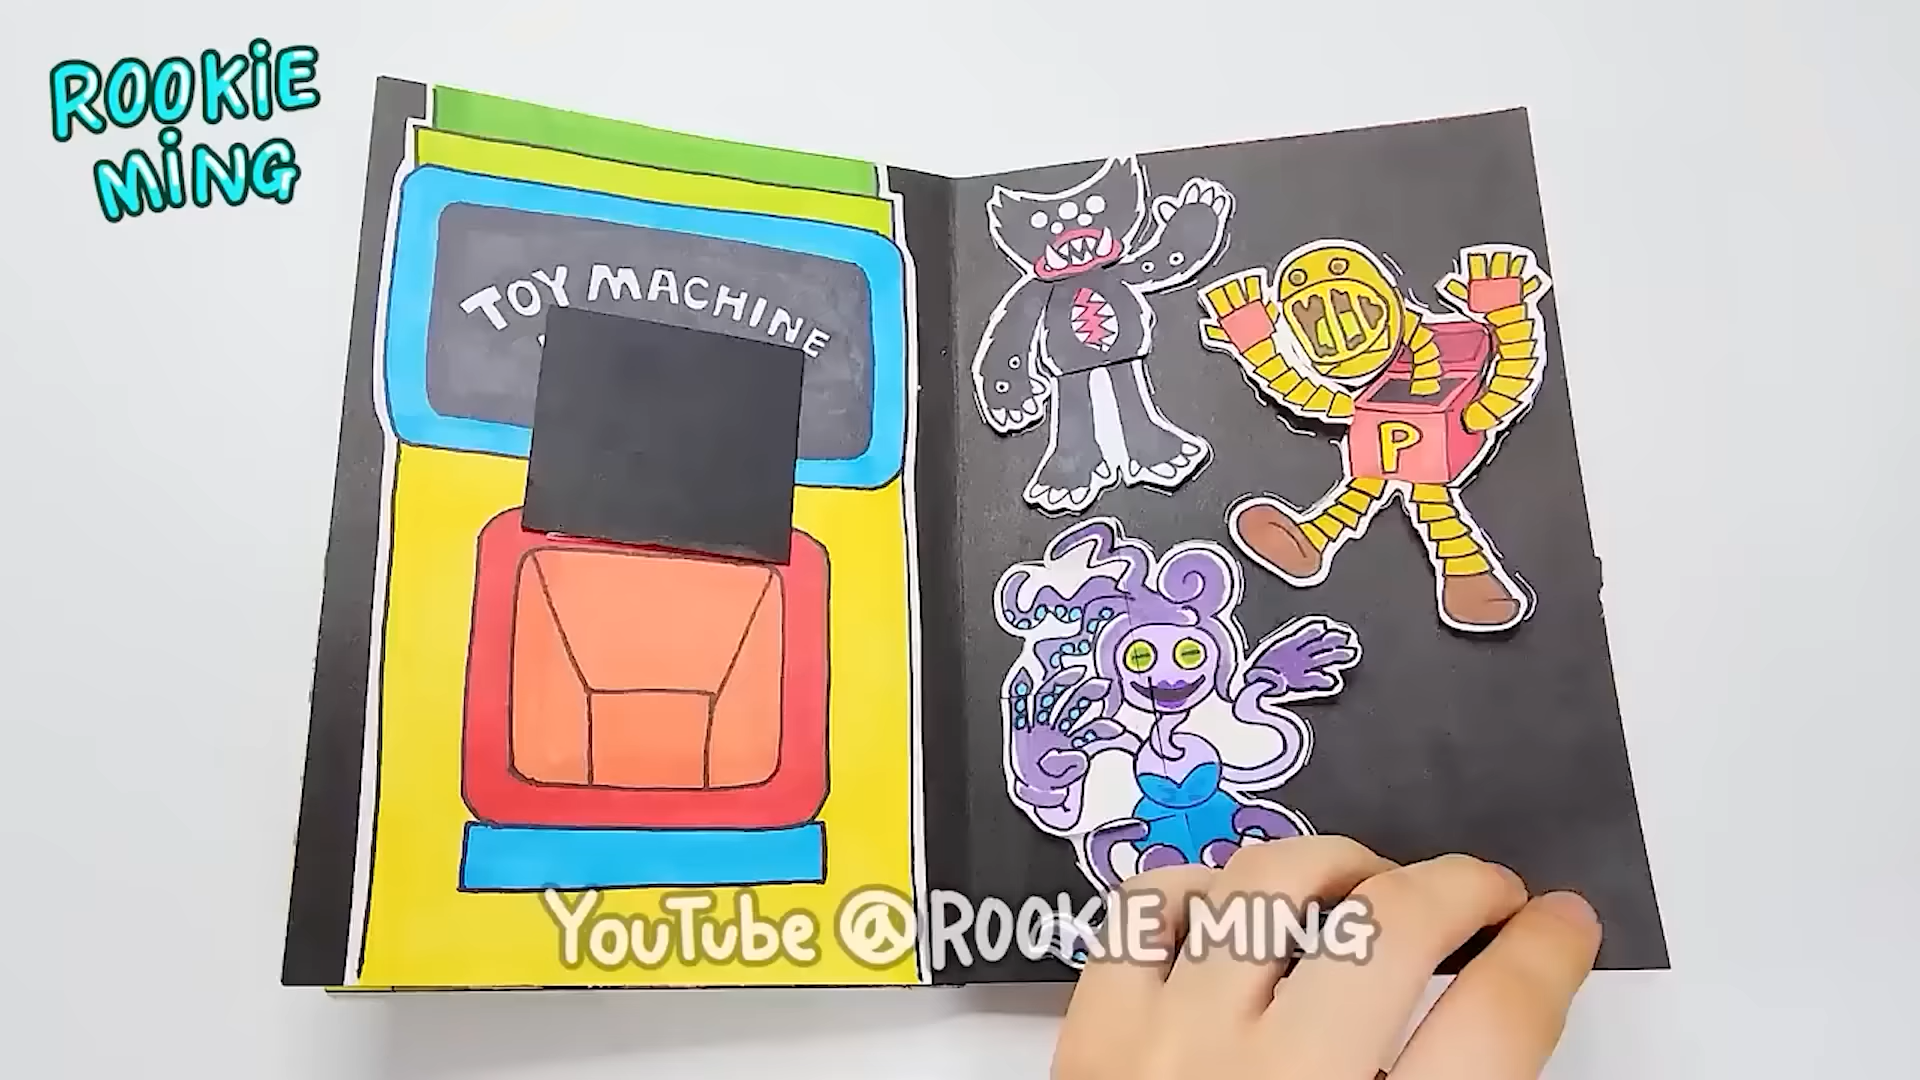 ROOKIE
MING
TOY MACHINE
P
YouTube @ROOKIE MING